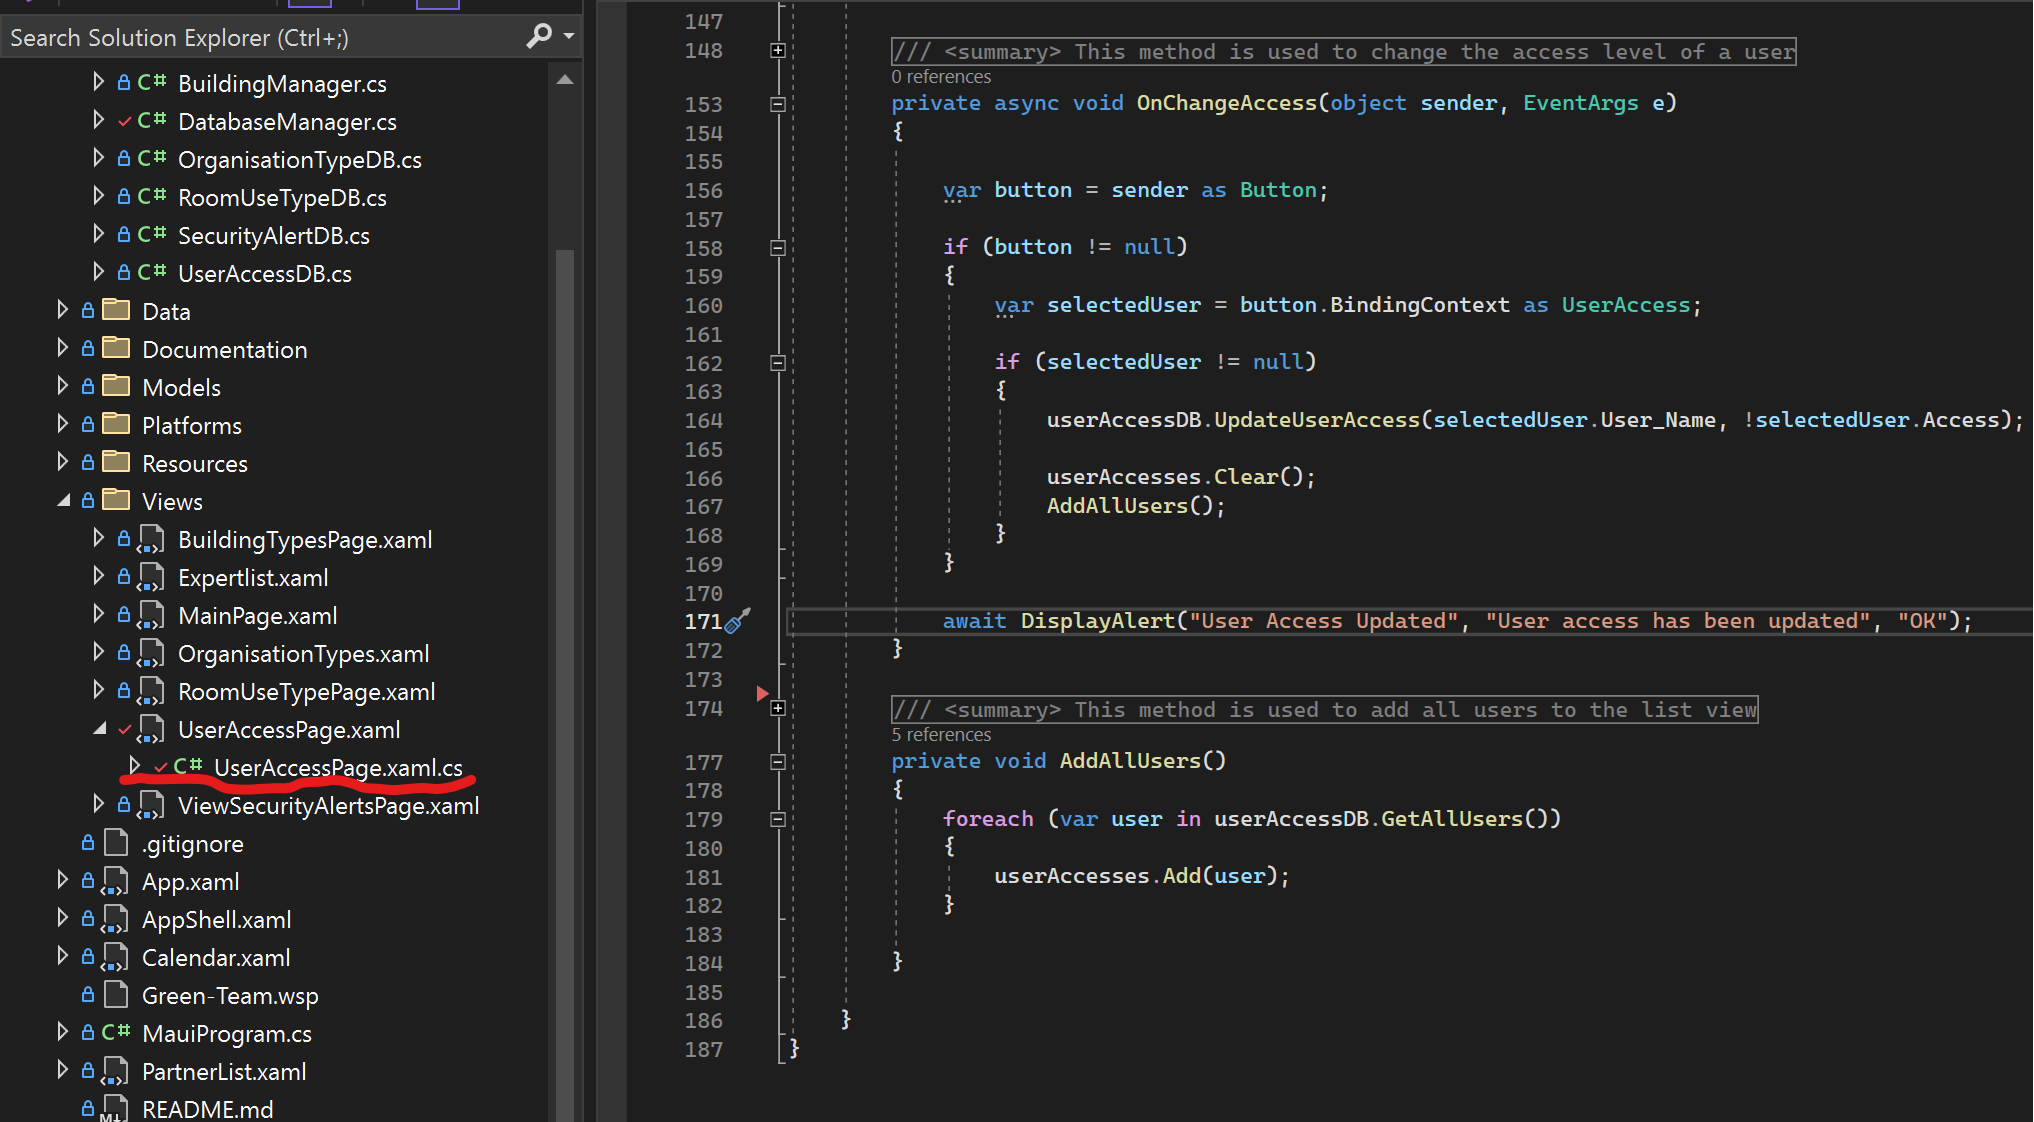 Search Solution Explorer (Ctrl+;)
C# BuildingManager.cs
C# DatabaseManager.cs
C# OrganisationTypeDB.cs
C# RoomUseTypeDB.cs
C# SecurityAlertDB.cs
C# UserAccessDB.cs
Data
Documentation
Models
Platforms
Resources
Views
BuildingTypesPage.xaml
Expertlist.xaml
MainPage.xaml
OrganisationTypes.xaml
RoomUseTypePage.xaml
UserAccessPage.xaml
C# UserAccessPage.xaml.cs
ViewSecurityAlertsPage.xaml
.gitignore
App.xaml
AppShell.xaml
Calendar.xaml
Green-Team.wsp
C# MauiProgram.cs
PartnerList.xaml
README.md
147
148 /// <summary> This method is used to change the access level of a user
0 references
153 private async void OnChangeAccess(object sender, EventArgs e)
154 {
155
156 var button = sender as Button;
157
158 if (button != null)
159 {
160 var selectedUser = button.BindingContext as UserAccess;
161
162 if (selectedUser != null)
163 {
164 userAccessDB.UpdateUserAccess(selectedUser.User_Name, !selectedUser.Access);
165
166 userAccesses.Clear();
167 AddAllUsers();
168 }
169 }
170
171 await DisplayAlert("User Access Updated", "User access has been updated", "OK");
172 }
173
174 /// <summary> This method is used to add all users to the list view
5 references
177 private void AddAllUsers()
178 {
179 foreach (var user in userAccessDB.GetAllUsers())
180 {
181 userAccesses.Add(user);
182 }
183
184 }
185
186 }
187 }